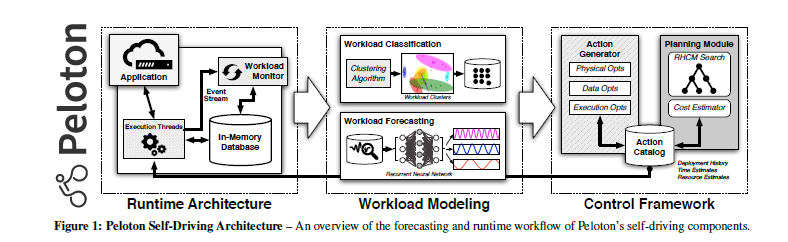 Peloton
Application
Workload
Monitor
Event
Stream
Execution Threads
In-Memory
Database
Runtime Architecture
Workload Classification
Clustering
Algorithm
Workload Clusters
Workload Forecasting
Recurrent Neural Network
Workload Modeling
Action
Generator
Physical Opts
Data Opts
Execution Opts
Planning Module
RHCM Search
Cost Estimator
Action
Catalog
Deployment History
Time Estimates
Resource Estimates
Control Framework
Figure 1: Peloton Self-Driving Architecture – An overview of the forecasting and runtime workflow of Peloton's self-driving components.